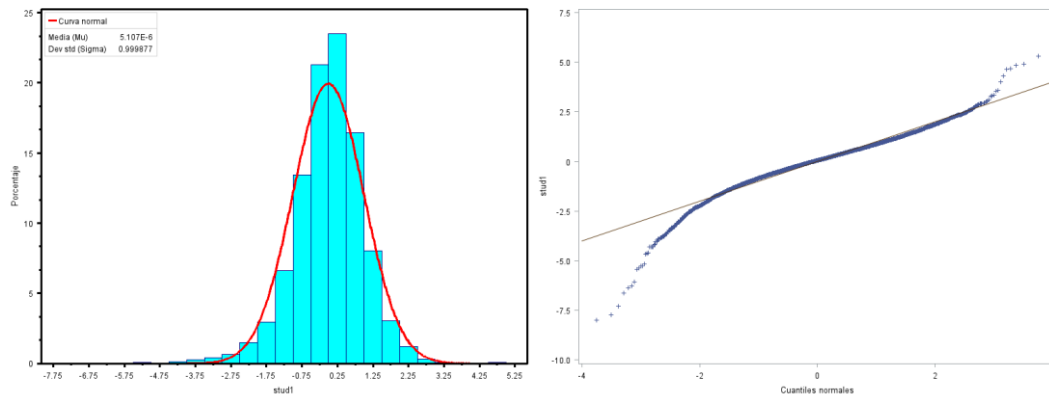 Curva normal
Media (Mu) 5.107E-6
Dev std (Sigma) 0.999877
25
20
15
10
5
0
Porcentaje
-7.75 -6.75 -5.75 -4.75 -3.75 -2.75 -1.75 -0.75 0.25 1.25 2.25 3.25 4.25 5.25
stud1
7.5
5.0
2.5
0
-2.5
-5.0
-7.5
-10.0
stud1
-4 -2 0 2
Cuantiles normales